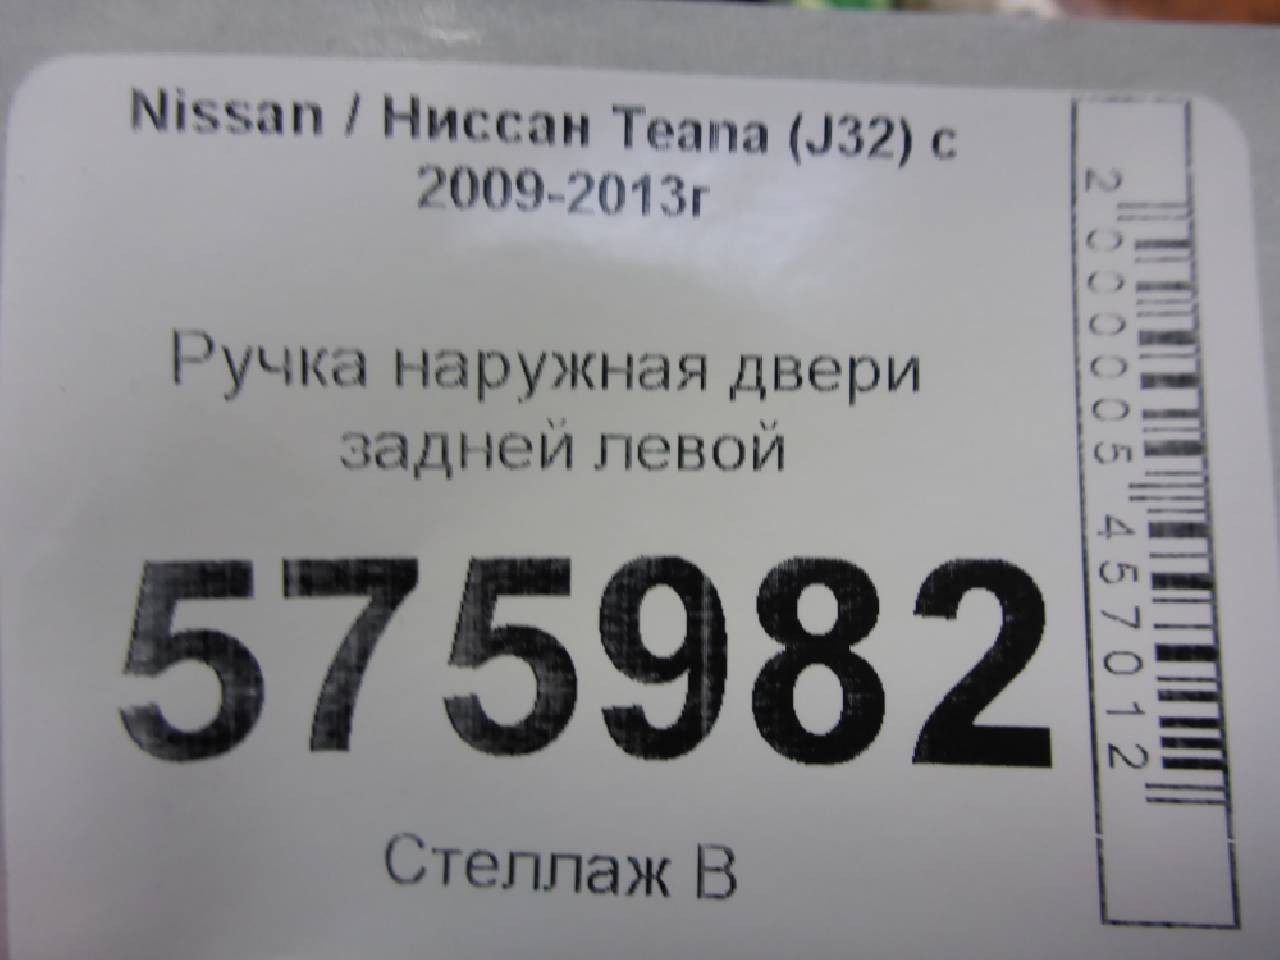 Nissan / Ниссан Teana (J32) с
2009-2013г
Ручка наружная двери
задней левой
575982
Стеллаж В
2000005457012